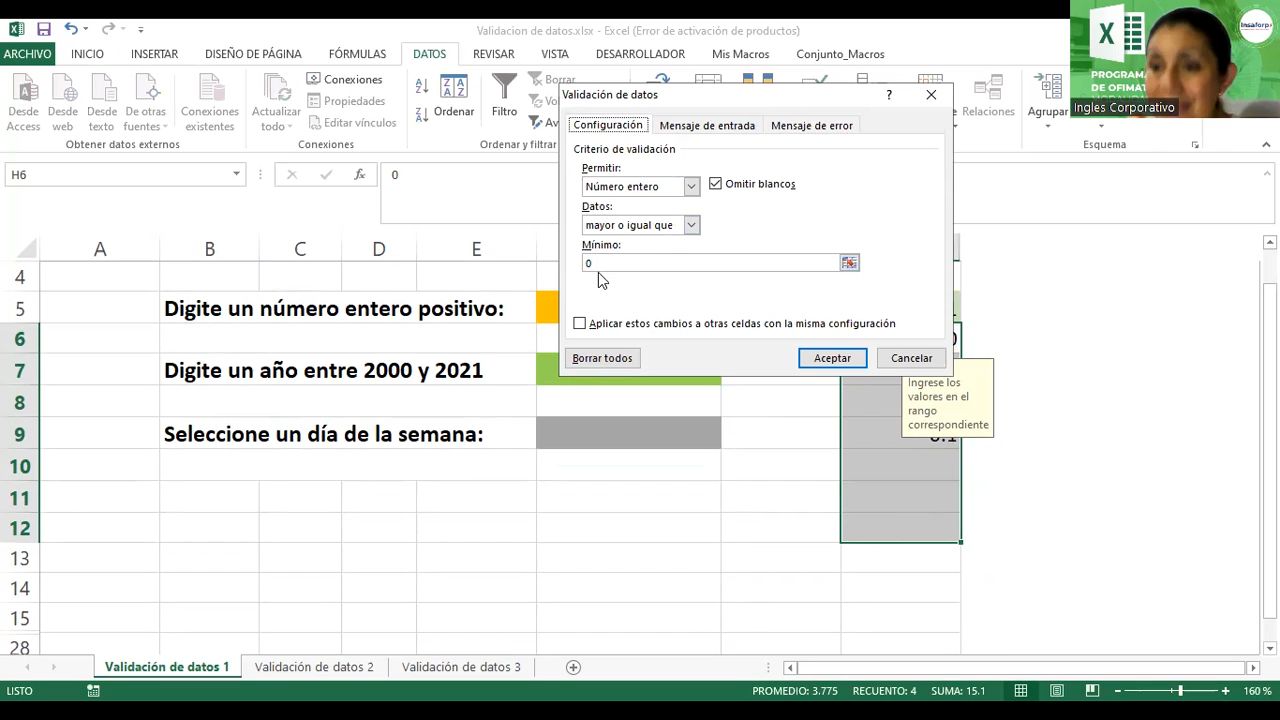 Validacion de datos.xlsx - Excel (Error de activación de productos)
ARCHIVO INICIO INSERTAR DISEÑO DE PÁGINA FÓRMULAS DATOS REVISAR VISTA DESARROLLADOR Mis Macros Conjunto_Macros
Insaforp
PROGRAMA
DE OFIMÁT
Ingles Corporativo
Desde Access
Desde web
Desde texto
De otras fuentes
Conexiones existentes
Obtener datos externos
Actualizar todo
Conexiones
Propiedades
Editar vínculos
Conexiones
Ordenar
Filtro
Borrar
Ordenar y filtrar
Relaciones
Agrupar
Esquema
Validación de datos
?
Configuración Mensaje de entrada Mensaje de error
Criterio de validación
Permitir:
Número entero Omitir blancos
Datos:
mayor o igual que
Mínimo:
0
Aplicar estos cambios a otras celdas con la misma configuración
Borrar todos Aceptar Cancelar
Ingrese los
valores en el
rango
correspondiente
H6 fx 0
A B C D E
4
5 Digite un número entero positivo:
6
7 Digite un año entre 2000 y 2021
8
9 Seleccione un día de la semana:
10
11
12
13
14
15
28
Validación de datos 1 Validación de datos 2 Validación de datos 3
LISTO PROMEDIO: 3.775 RECUENTO: 4 SUMA: 15.1 160 %